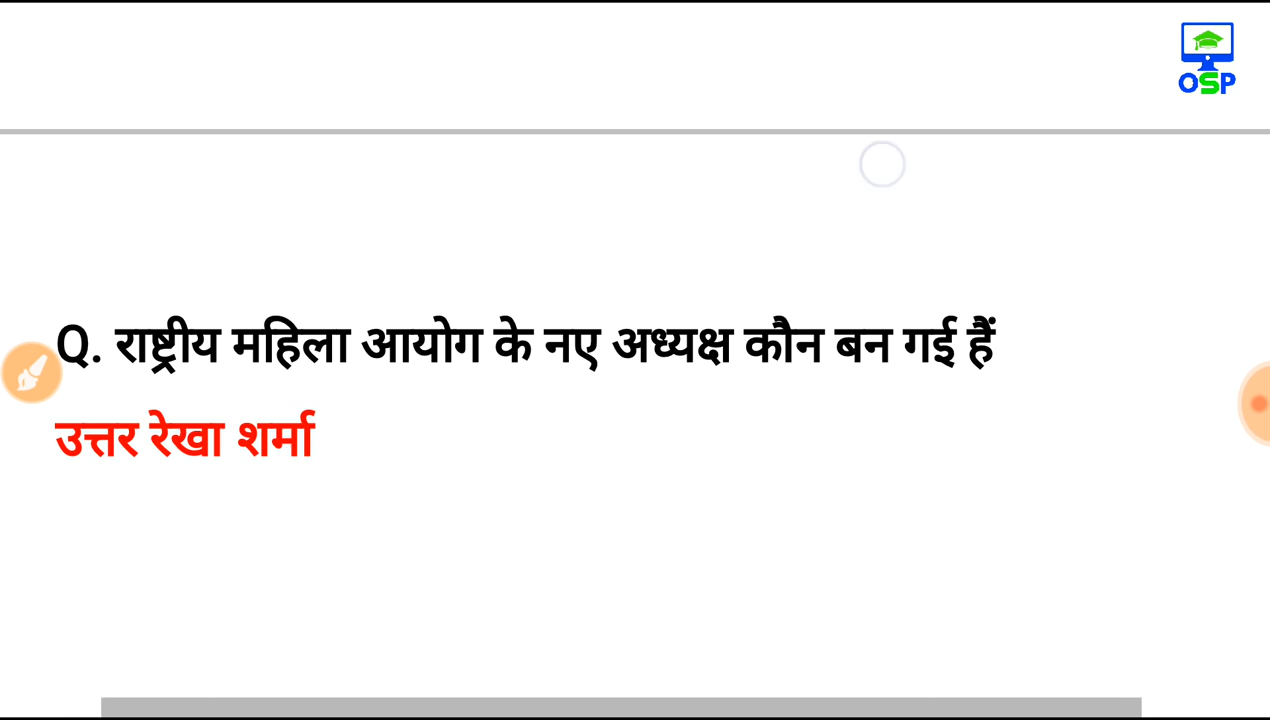 OSP
Q. राष्ट्रीय महिला आयोग के नए अध्यक्ष कौन बन गई हैं
उत्तर रेखा शर्मा